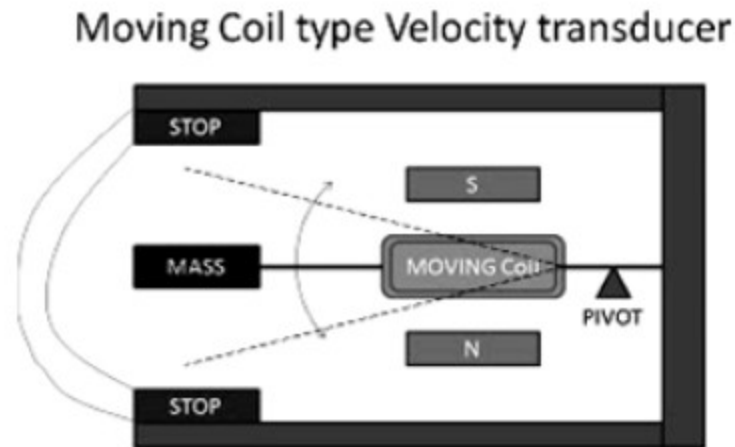 Moving Coil type Velocity transducer
STOP
S
MASS
MOVING Coil
PIVOT
N
STOP